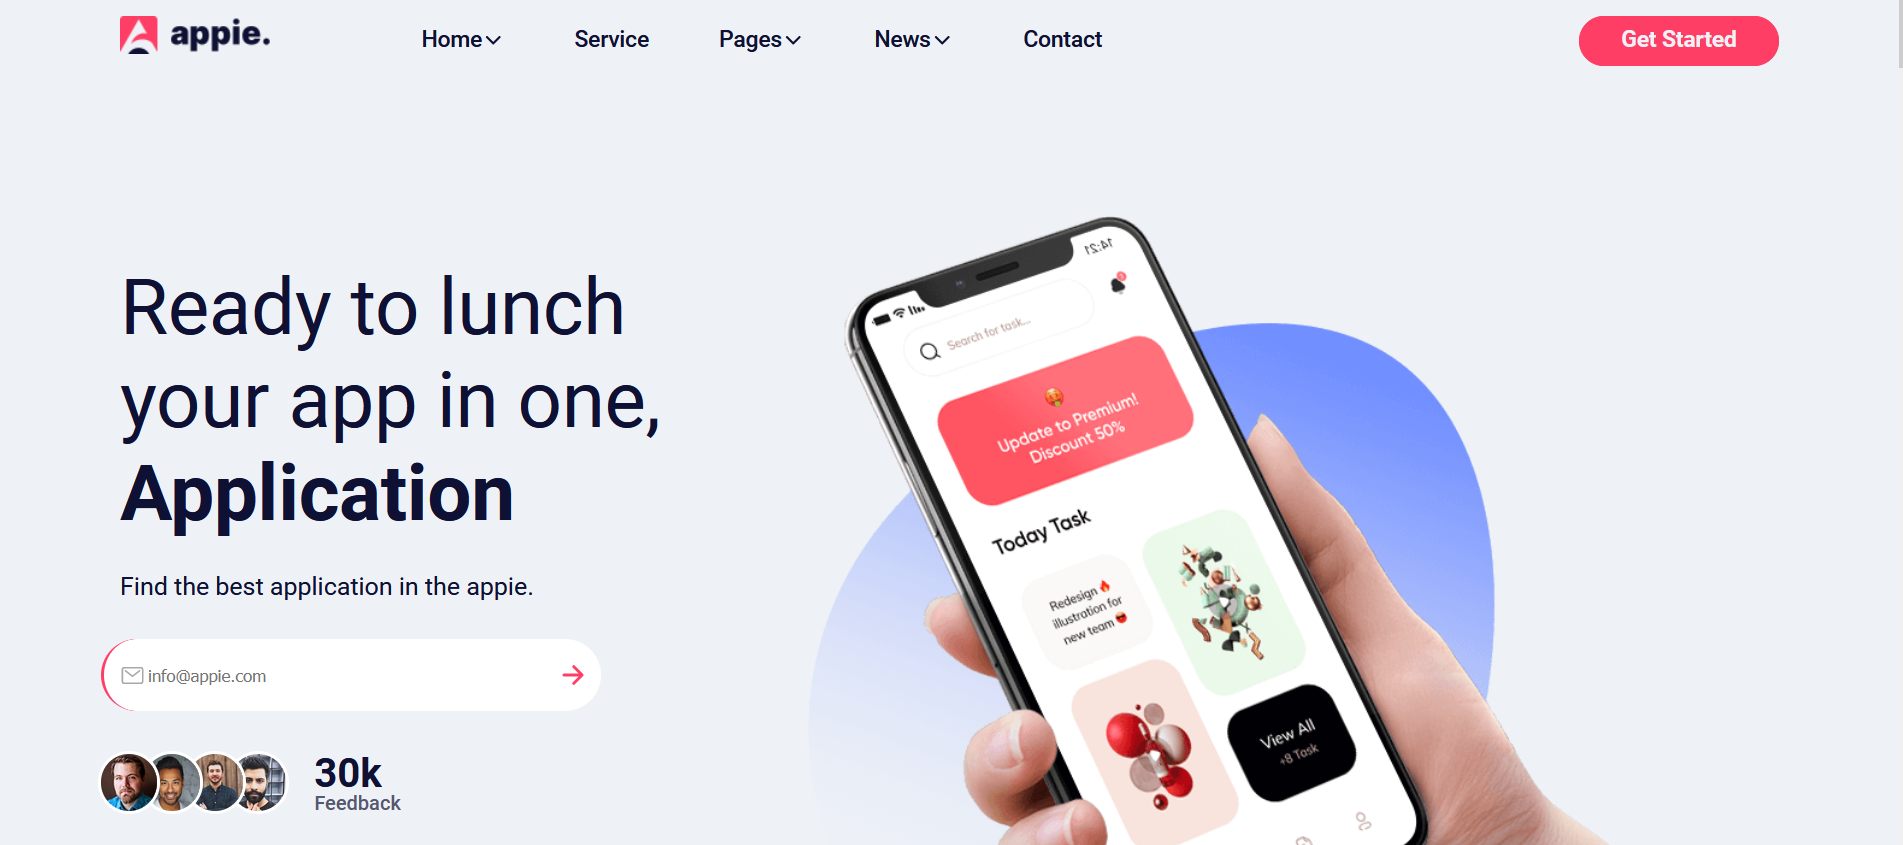 appie.
Home
Service
Pages
News
Contact
Get Started
Ready to lunch
your app in one,
Application
Find the best application in the appie.
info@appie.com
30k
Feedback
14:21
Search for task...
Update to Premium!
Discount 50%
Today Task
Redesign 🔥
illustration for
new team 😎
View All
+8 Task